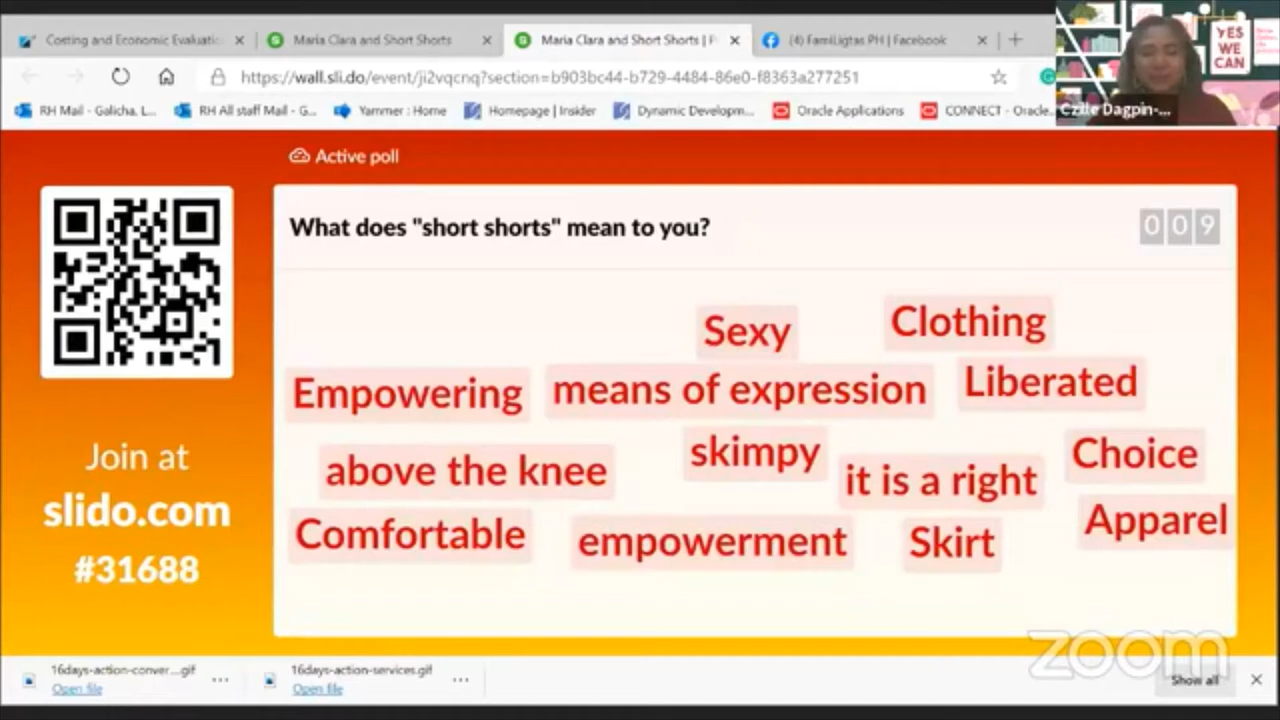 Costing and Economic Evaluatic
Maria Clara and Short Shorts
Maria Clara and Short Shorts | P
(6) FamiLigtas PH | Facebook
YES
WE
CAN
https://wall.sli.do/event/ji2vqcnq?section=b903bc44-b729-4484-86e0-f8363a277251
RH Mail - Galicha, L...
RH All staff Mail - G...
Yammer : Home
Homepage | Insider
Dynamic Developm...
Oracle Applications
CONNECT - Oracle...
Czille Dagpin-...
Active poll
What does "short shorts" mean to you?
009
Sexy
Clothing
Empowering
means of expression
Liberated
above the knee
skimpy
it is a right
Choice
Comfortable
empowerment
Skirt
Apparel
Join at
slido.com
#31688
zoom
16days-action-conver....gif
Open file
16days-action-services.gif
Open file
Show all